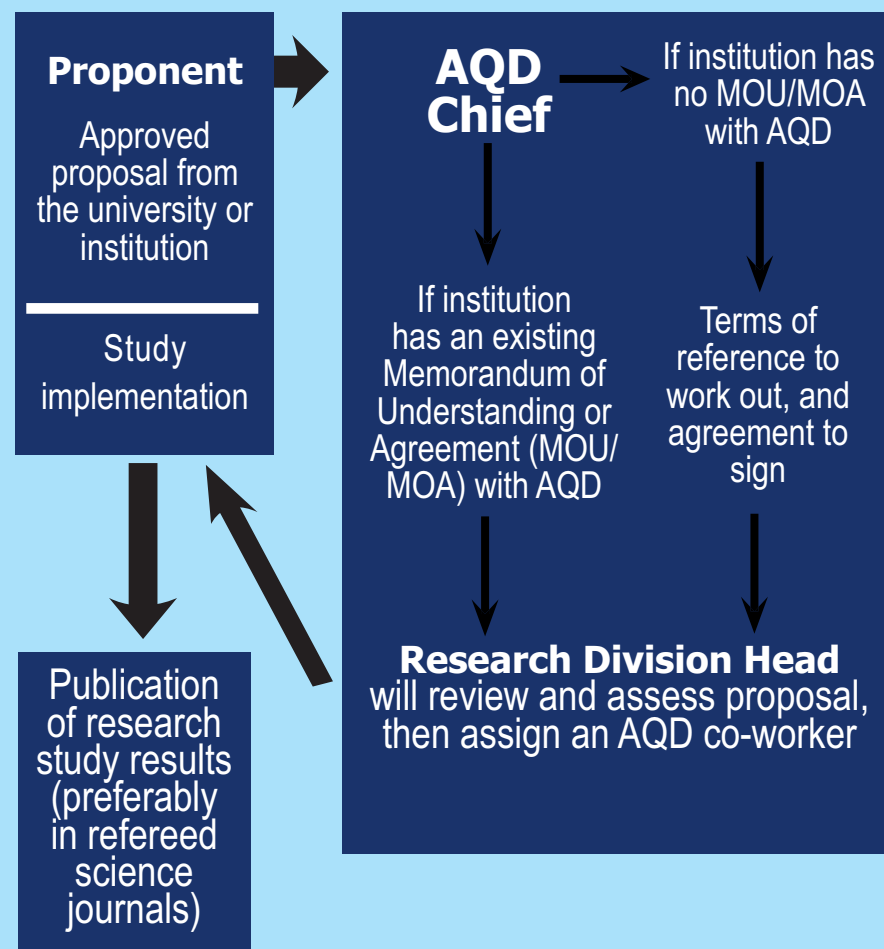 Proponent
Approved
proposal from
the university or
institution
Study
implementation
AQD
Chief
If institution has
no MOU/MOA
with AQD
If institution
has an existing
Memorandum of
Understanding or
Agreement (MOU/
MOA) with AQD
Terms of
reference to
work out, and
agreement to
sign
Research Division Head
will review and assess proposal,
then assign an AQD co-worker
Publication
of research
study results
(preferably
in refereed
science
journals)